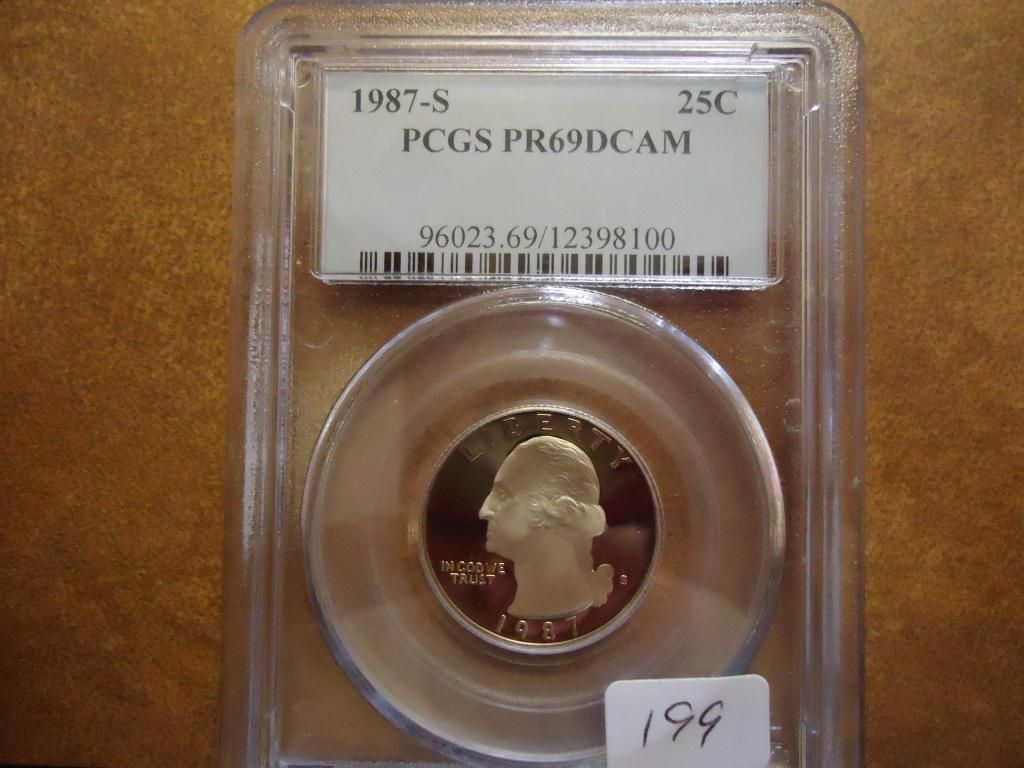 1987-S 25C
PCGS PR69DCAM
96023.69/12398100
LIBERTY
IN GOD WE
TRUST
S
1987
199